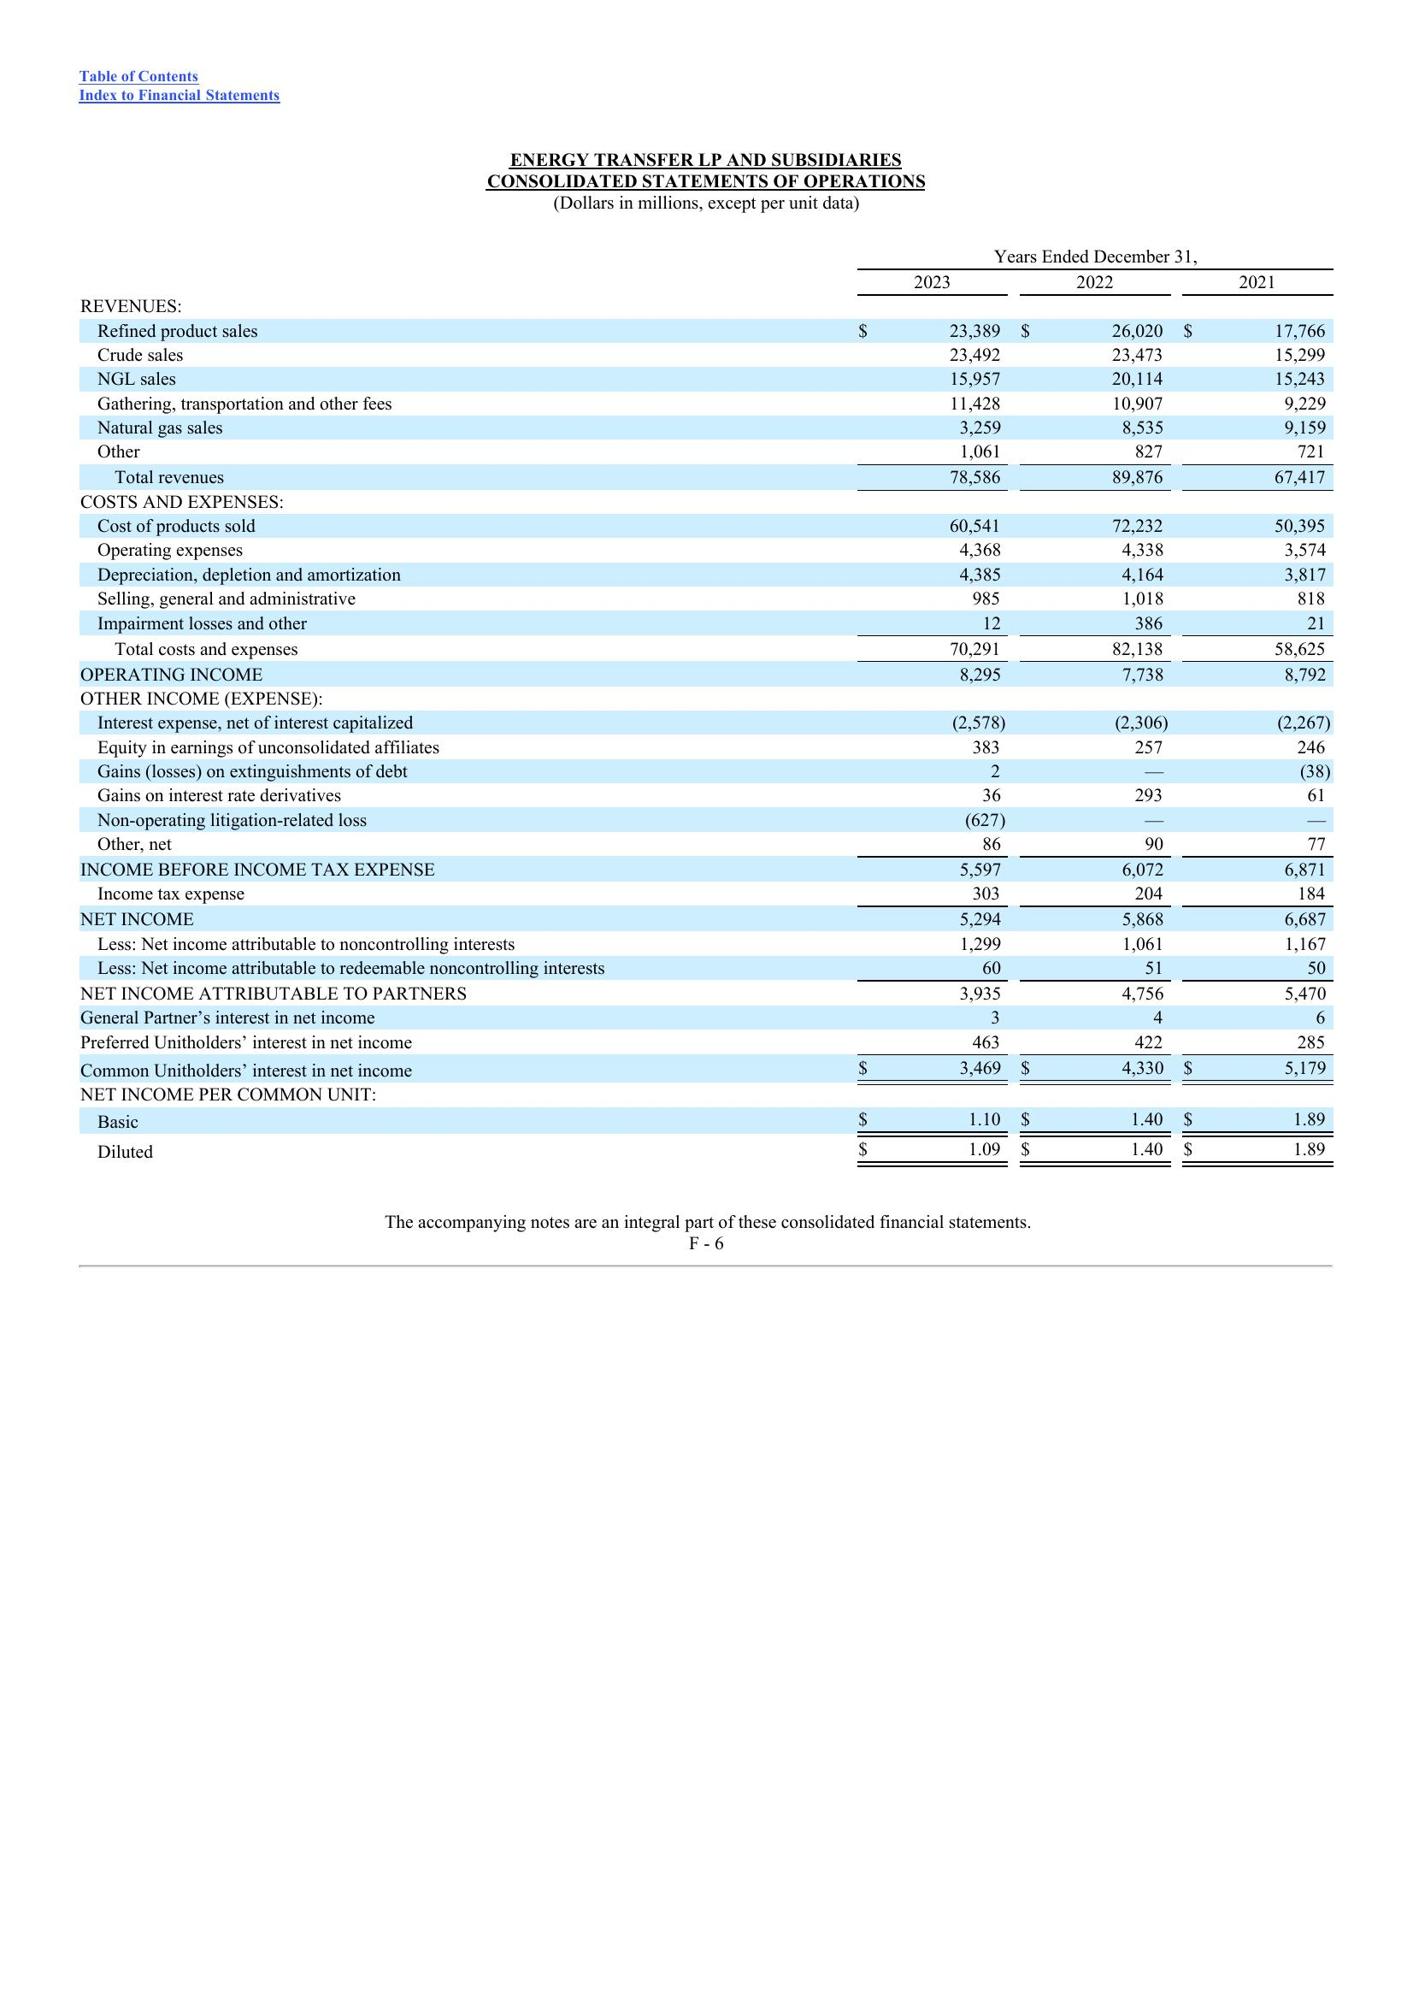 Table of Contents
Index to Financial Statements
ENERGY TRANSFER LP AND SUBSIDIARIES
CONSOLIDATED STATEMENTS OF OPERATIONS
(Dollars in millions, except per unit data)
Years Ended December 31,
2023 2022 2021
REVENUES:
Refined product sales $ 23,389 $ 26,020 $ 17,766
Crude sales 23,492 23,473 15,299
NGL sales 15,957 20,114 15,243
Gathering, transportation and other fees 11,428 10,907 9,229
Natural gas sales 3,259 8,535 9,159
Other 1,061 827 721
Total revenues 78,586 89,876 67,417
COSTS AND EXPENSES:
Cost of products sold 60,541 72,232 50,395
Operating expenses 4,368 4,338 3,574
Depreciation, depletion and amortization 4,385 4,164 3,817
Selling, general and administrative 985 1,018 818
Impairment losses and other 12 386 21
Total costs and expenses 70,291 82,138 58,625
OPERATING INCOME 8,295 7,738 8,792
OTHER INCOME (EXPENSE):
Interest expense, net of interest capitalized (2,578) (2,306) (2,267)
Equity in earnings of unconsolidated affiliates 383 257 246
Gains (losses) on extinguishments of debt 2 — (38)
Gains on interest rate derivatives 36 293 61
Non-operating litigation-related loss (627) — —
Other, net 86 90 77
INCOME BEFORE INCOME TAX EXPENSE 5,597 6,072 6,871
Income tax expense 303 204 184
NET INCOME 5,294 5,868 6,687
Less: Net income attributable to noncontrolling interests 1,299 1,061 1,167
Less: Net income attributable to redeemable noncontrolling interests 60 51 50
NET INCOME ATTRIBUTABLE TO PARTNERS 3,935 4,756 5,470
General Partner’s interest in net income 3 4 6
Preferred Unitholders’ interest in net income 463 422 285
Common Unitholders’ interest in net income $ 3,469 $ 4,330 $ 5,179
NET INCOME PER COMMON UNIT:
Basic $ 1.10 $ 1.40 $ 1.89
Diluted $ 1.09 $ 1.40 $ 1.89
The accompanying notes are an integral part of these consolidated financial statements.
F - 6